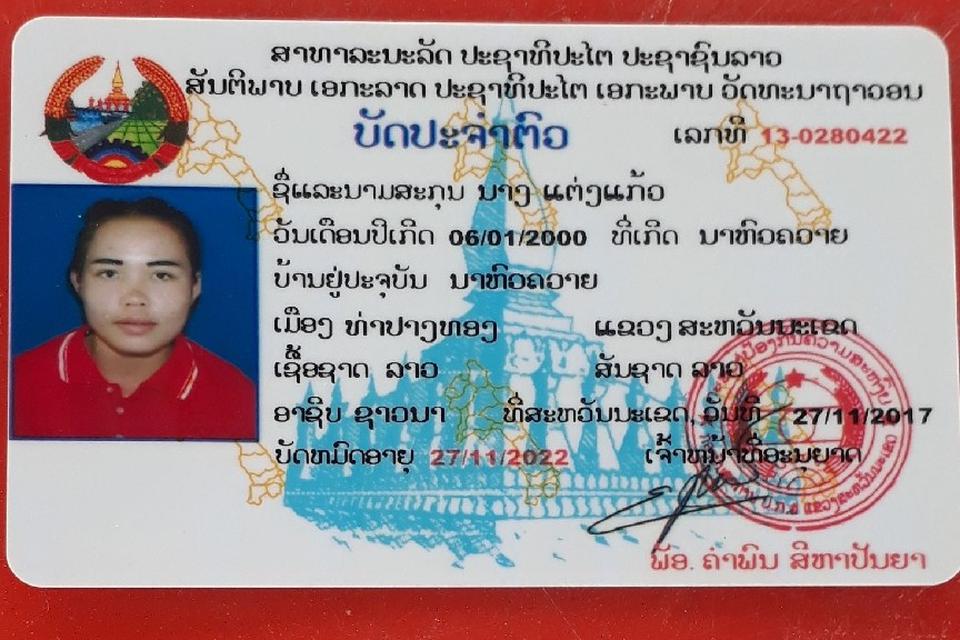 ສາທາລະນະລັດ ປະຊາທິປະໄຕ ປະຊາຊົນລາວ
ສັນຕິພາບ ເອກະລາດ ປະຊາທິປະໄຕ ເອກະພາບ ວັດທະນາຖາວອນ
ບັດປະຈຳຕົວ ເລກທີ 13-0280422
ຊື່ແລະນາມສະກຸນ ນາງ ແຕ່ງແກ້ວ
ວັນເດືອນປີເກີດ 06/01/2000 ທີ່ເກີດ ນາຫົວຄວາຍ
ບ້ານຢູ່ປະຈຸບັນ ນາຫົວຄວາຍ
ເມືອງ ທ່າປາງທອງ ແຂວງ ສະຫວັນນະເຂດ
ເຊື້ອຊາດ ລາວ ສັນຊາດ ລາວ
ອາຊີບ ຊາວນາ ທີ່ສະຫວັນນະເຂດ, ວັນທີ 27/11/2017
ບັດຫມົດອາຍຸ 27/11/2022 ເຈົ້າຫນ້າທີ່ອະນຸຍາດ
ພັອ. ຄຳພົນ ສີຫາປັນຍາ